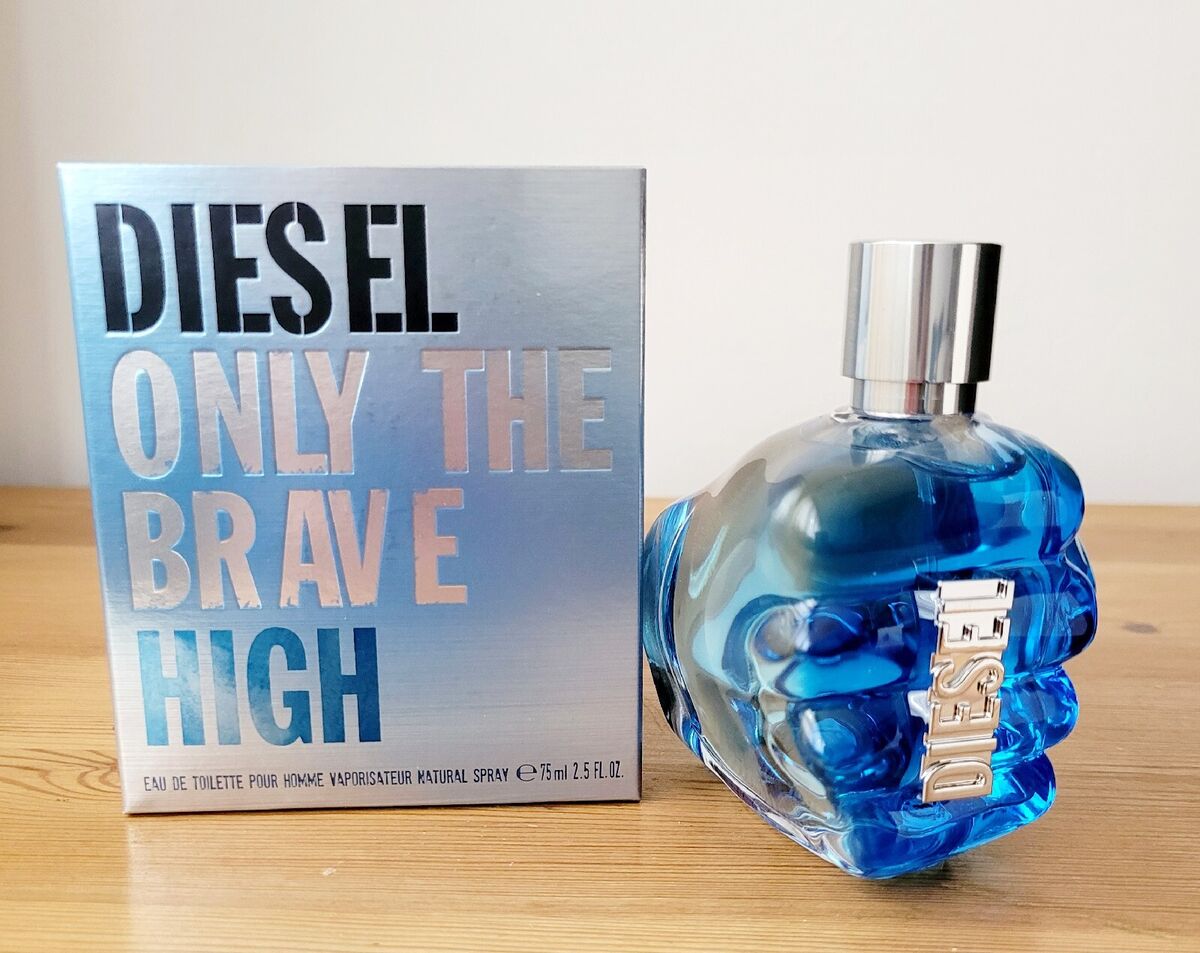 DIESEL
ONLY THE
BRAVE
HIGH
EAU DE TOILETTE POUR HOMME VAPORISATEUR NATURAL SPRAY ℮ 75 ml 2.5 FL.OZ.
DIESEL